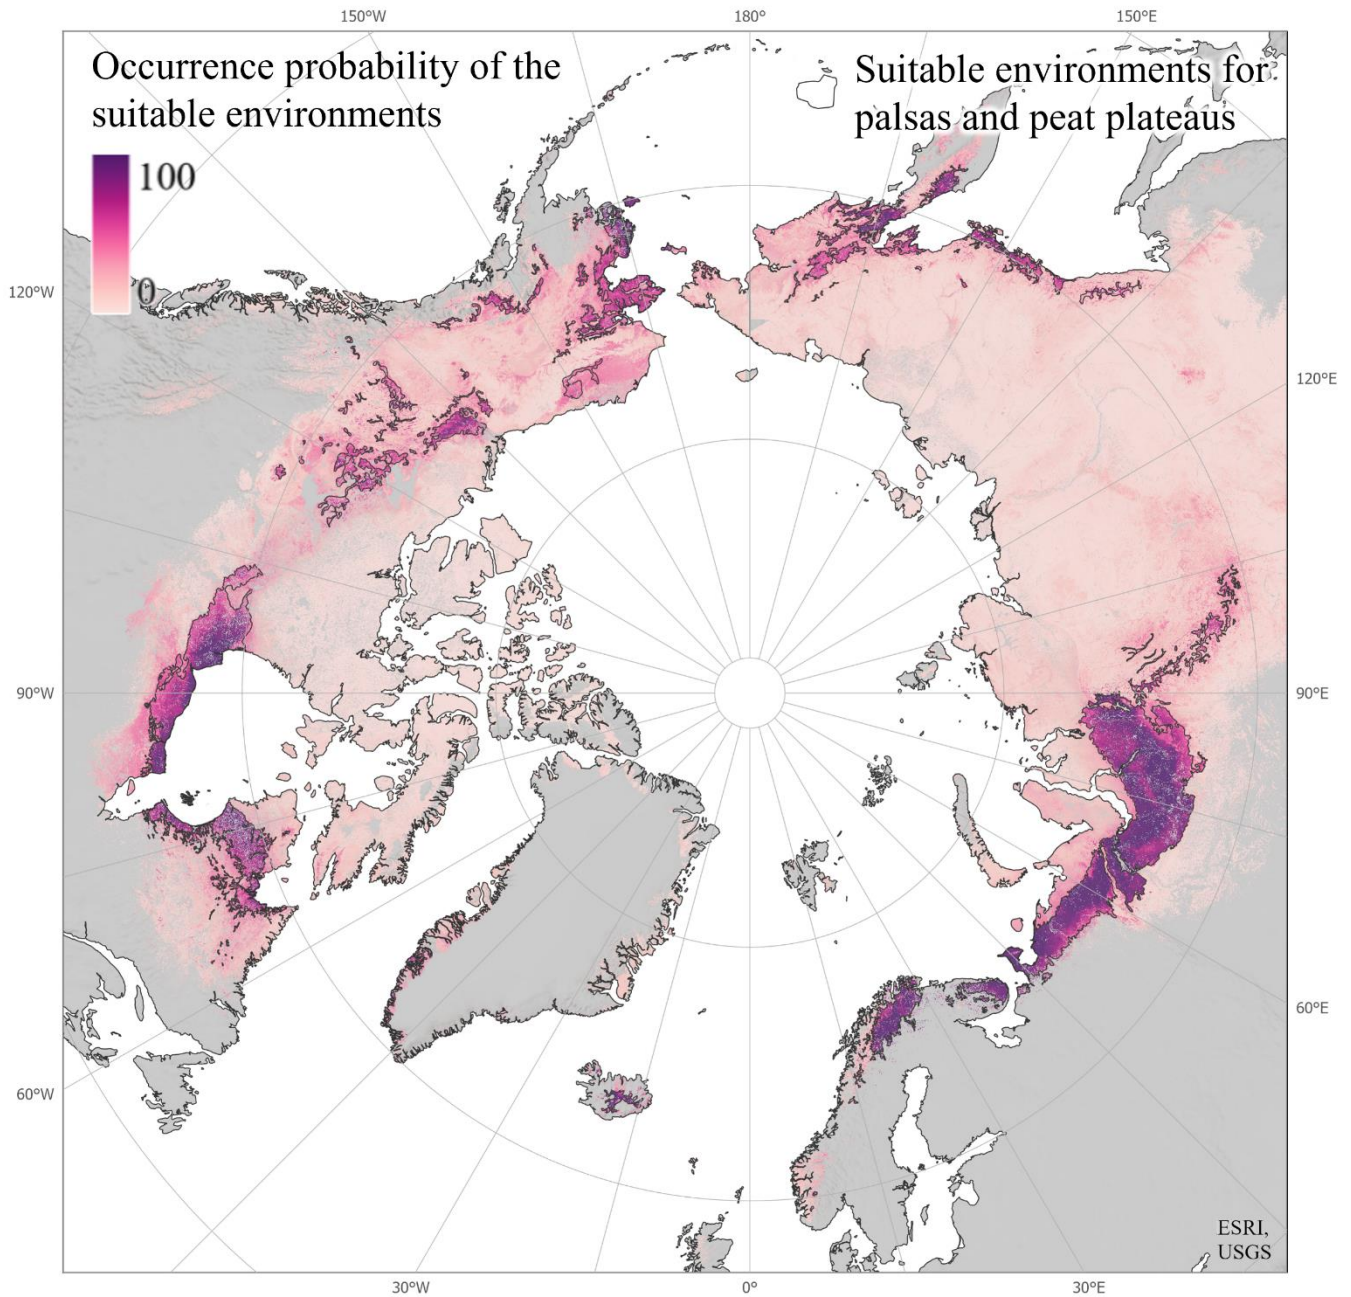 150°W
180°
150°E
Occurrence probability of the
suitable environments
Suitable environments for
palsas and peat plateaus
100
0
120°W
120°E
90°W
90°E
60°E
60°W
ESRI,
USGS
30°W
0°
30°E